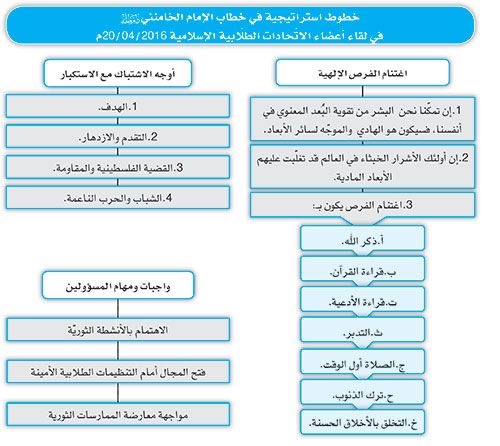 خطوط استراتيجية في خطاب الإمام الخامنئي
في لقاء أعضاء الاتحادات الطلابية الإسلامية 20/04/2016م
اغتنام الفرص الإلهية
1.إن تمكّنا نحن البشر من تقوية البُعد المعنوي في
أنفسنا، فسيكون هو الهادي والموجّه لسائر الأبعاد.
2.إن أولئك الأشرار الخبثاء في العالم قد تغلّبت عليهم
الأبعاد المادية.
3.اغتنام الفرص يكون بـ:
أ.ذكر الله.
ب.قراءة القرآن.
ت.قراءة الأدعية.
ث.التدبر.
ج.الصلاة أول الوقت.
ح.ترك الذنوب.
خ.التخلق بالأخلاق الحسنة.
أوجه الاشتباك مع الاستكبار
1.الهدف.
2.التقدم والازدهار.
3.القضية الفلسطينية والمقاومة.
4.الشباب والحرب الناعمة.
واجبات ومهام المسؤولين
الاهتمام بالأنشطة الثوريّة
فتح المجال أمام التنظيمات الطلابية الأمينة
مواجهة معارضة الممارسات الثورية